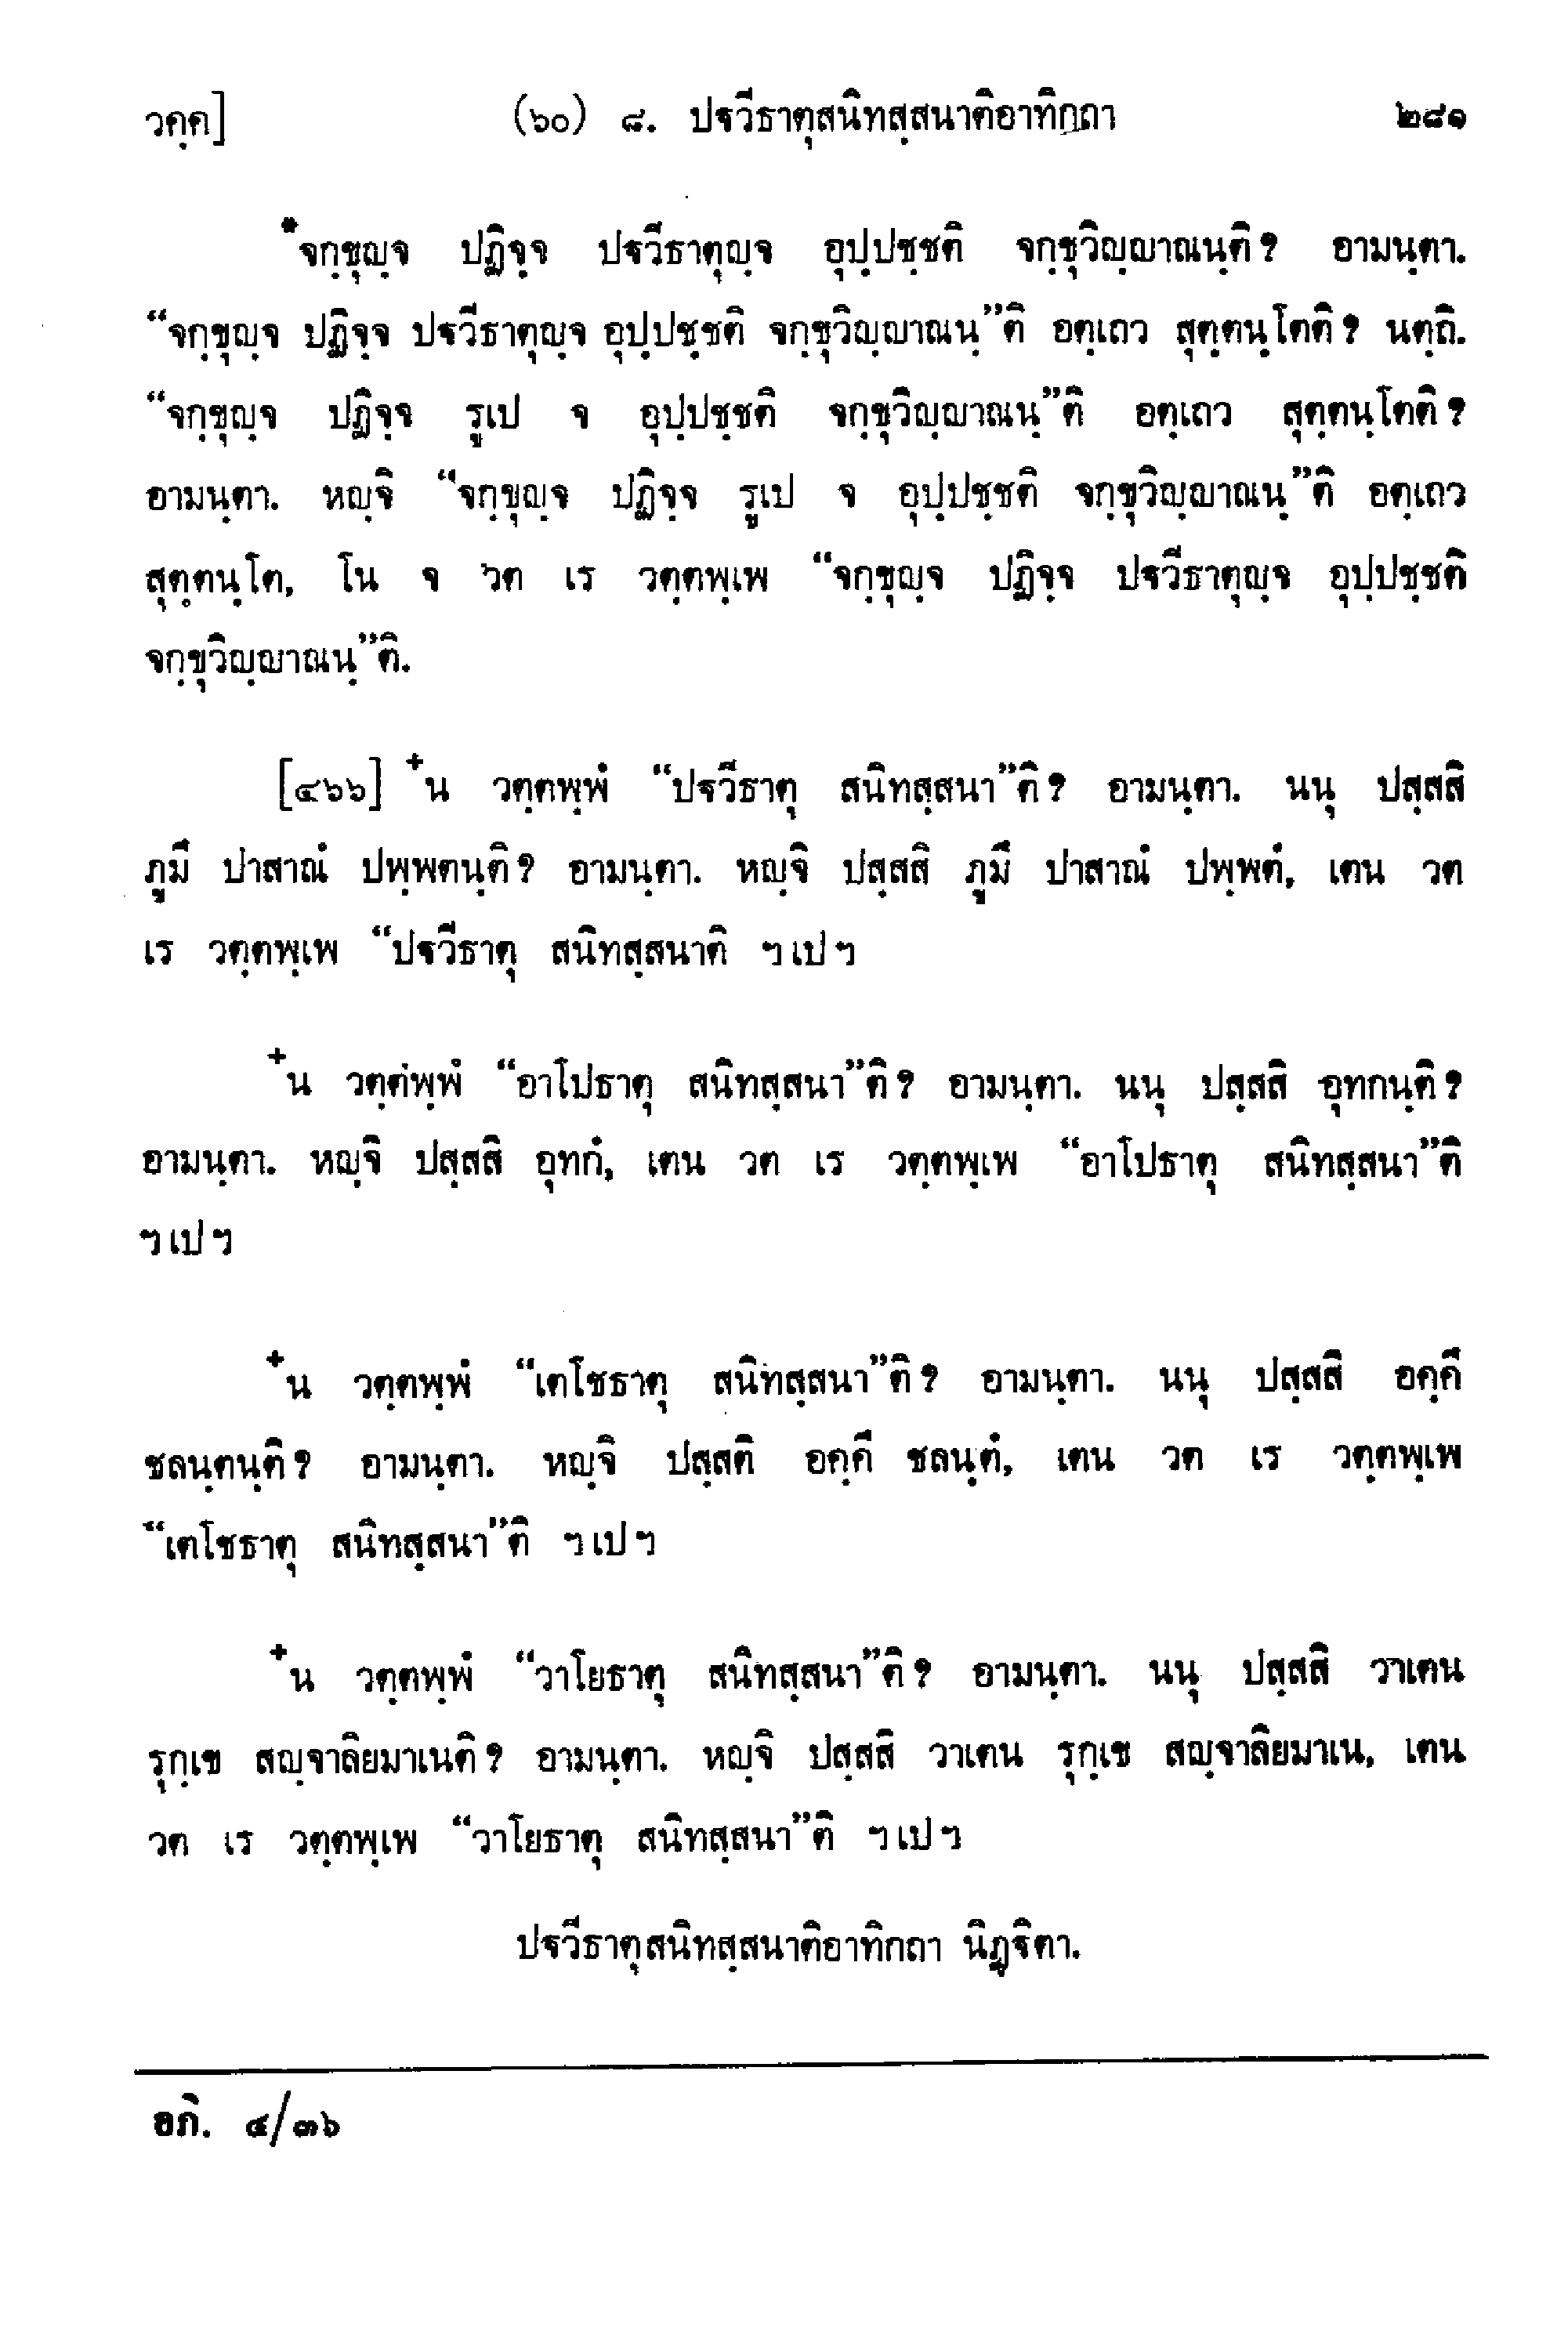 วคฺค] (๖๐) ๘. ปฐวีธาตุสนิทสฺสนาติอาทิกถา ๒๘๑
*จกฺขุญฺจ ปฏิจฺจ ปฐวีธาตุญฺจ อุปฺปชฺชติ จกฺขุวิญฺญาณนฺติ? อามนฺตา.
“จกฺขุญฺจ ปฏิจฺจ ปฐวีธาตุญฺจ อุปฺปชฺชติ จกฺขุวิญฺญาณนฺ”ติ อตฺเถว สุตฺตนฺโตติ? นตฺถิ.
“จกฺขุญฺจ ปฏิจฺจ รูเป จ อุปฺปชฺชติ จกฺขุวิญฺญาณนฺ”ติ อตฺเถว สุตฺตนฺโตติ?
อามนฺตา. หญฺจิ “จกฺขุญฺจ ปฏิจฺจ รูเป จ อุปฺปชฺชติ จกฺขุวิญฺญาณนฺ”ติ อตฺเถว
สุตฺตนฺโต, โน จ วต เร วตฺตพฺเพ “จกฺขุญฺจ ปฏิจฺจ ปฐวีธาตุญฺจ อุปฺปชฺชติ
จกฺขุวิญฺญาณนฺ”ติ.
[๔๖๖] +น วตฺตพฺพํ “ปฐวีธาตุ สนิทสฺสนา”ติ? อามนฺตา. นนุ ปสฺสสิ
ภูมึ ปาสาณํ ปพฺพตนฺติ? อามนฺตา. หญฺจิ ปสฺสสิ ภูมึ ปาสาณํ ปพฺพตํ, เตน วต
เร วตฺตพฺเพ “ปฐวีธาตุ สนิทสฺสนาติ ฯเปฯ
+น วตฺตพฺพํ “อาโปธาตุ สนิทสฺสนา”ติ? อามนฺตา. นนุ ปสฺสสิ อุทกนฺติ?
อามนฺตา. หญฺจิ ปสฺสสิ อุทกํ, เตน วต เร วตฺตพฺเพ “อาโปธาตุ สนิทสฺสนา”ติ
ฯเปฯ
+น วตฺตพฺพํ “เตโชธาตุ สนิทสฺสนา”ติ? อามนฺตา. นนุ ปสฺสสิ อคฺคึ
ชลนฺตนฺติ? อามนฺตา. หญฺจิ ปสฺสติ อคฺคึ ชลนฺตํ, เตน วต เร วตฺตพฺเพ
“เตโชธาตุ สนิทสฺสนา”ติ ฯเปฯ
+น วตฺตพฺพํ “วาโยธาตุ สนิทสฺสนา”ติ? อามนฺตา. นนุ ปสฺสสิ วาเตน
รุกฺเข สญฺจาลิยมาเนติ? อามนฺตา. หญฺจิ ปสฺสสิ วาเตน รุกฺเข สญฺจาลิยมาเน, เตน
วต เร วตฺตพฺเพ “วาโยธาตุ สนิทสฺสนา”ติ ฯเปฯ
ปฐวีธาตุสนิทสฺสนาติอาทิกถา นิฏฺฐิตา.
อภิ. ๔/๓๖